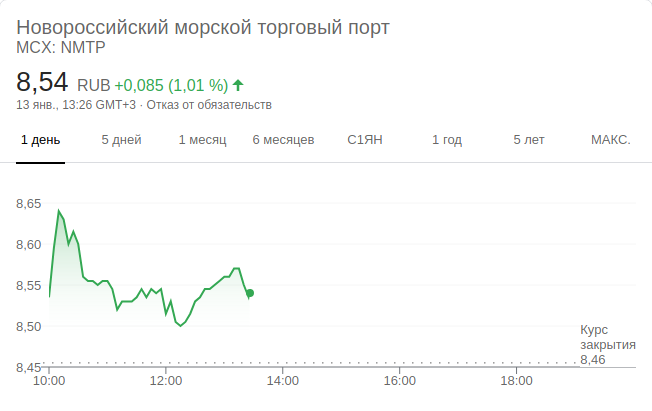 Новороссийский морской торговый порт
MCX: NMTP
8,54 RUB +0,085 (1,01 %)
13 янв., 13:26 GMT+3 · Отказ от обязательств
1 день 5 дней 1 месяц 6 месяцев С1ЯН 1 год 5 лет МАКС.
8,65
8,60
8,55
8,50
Курс
закрытия
8,46
8,45
10:00 12:00 14:00 16:00 18:00